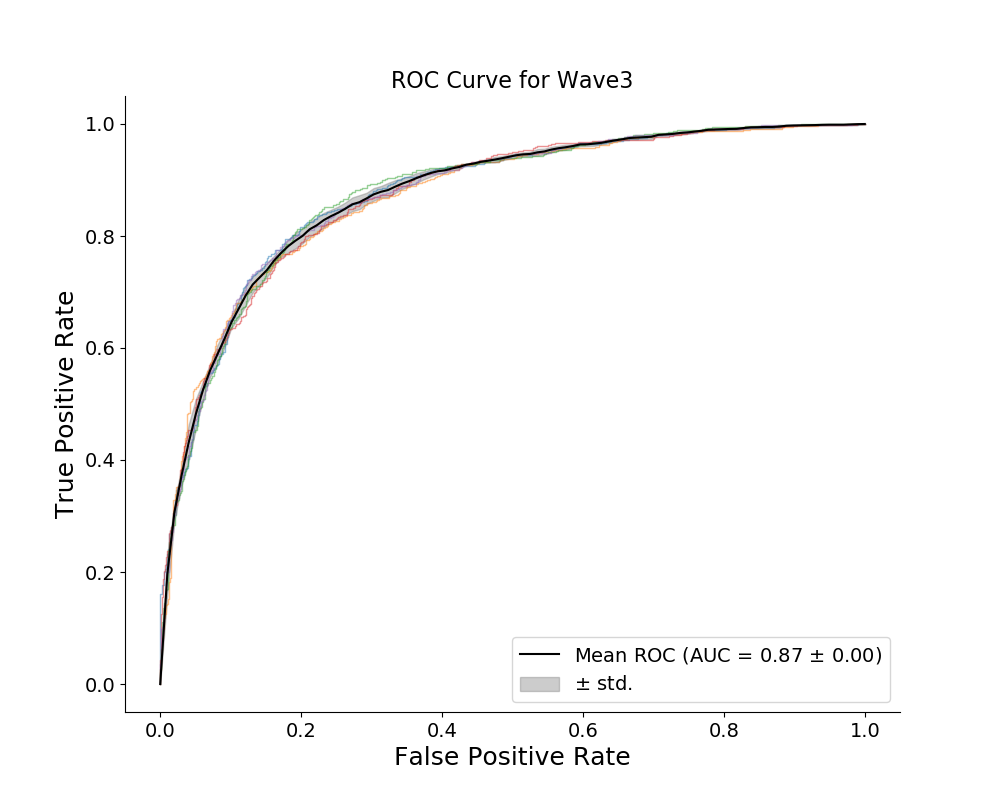 ROC Curve for Wave3
True Positive Rate
1.0
0.8
0.6
0.4
0.2
0.0
Mean ROC (AUC = 0.87 ± 0.00)
± std.
0.0 0.2 0.4 0.6 0.8 1.0
False Positive Rate